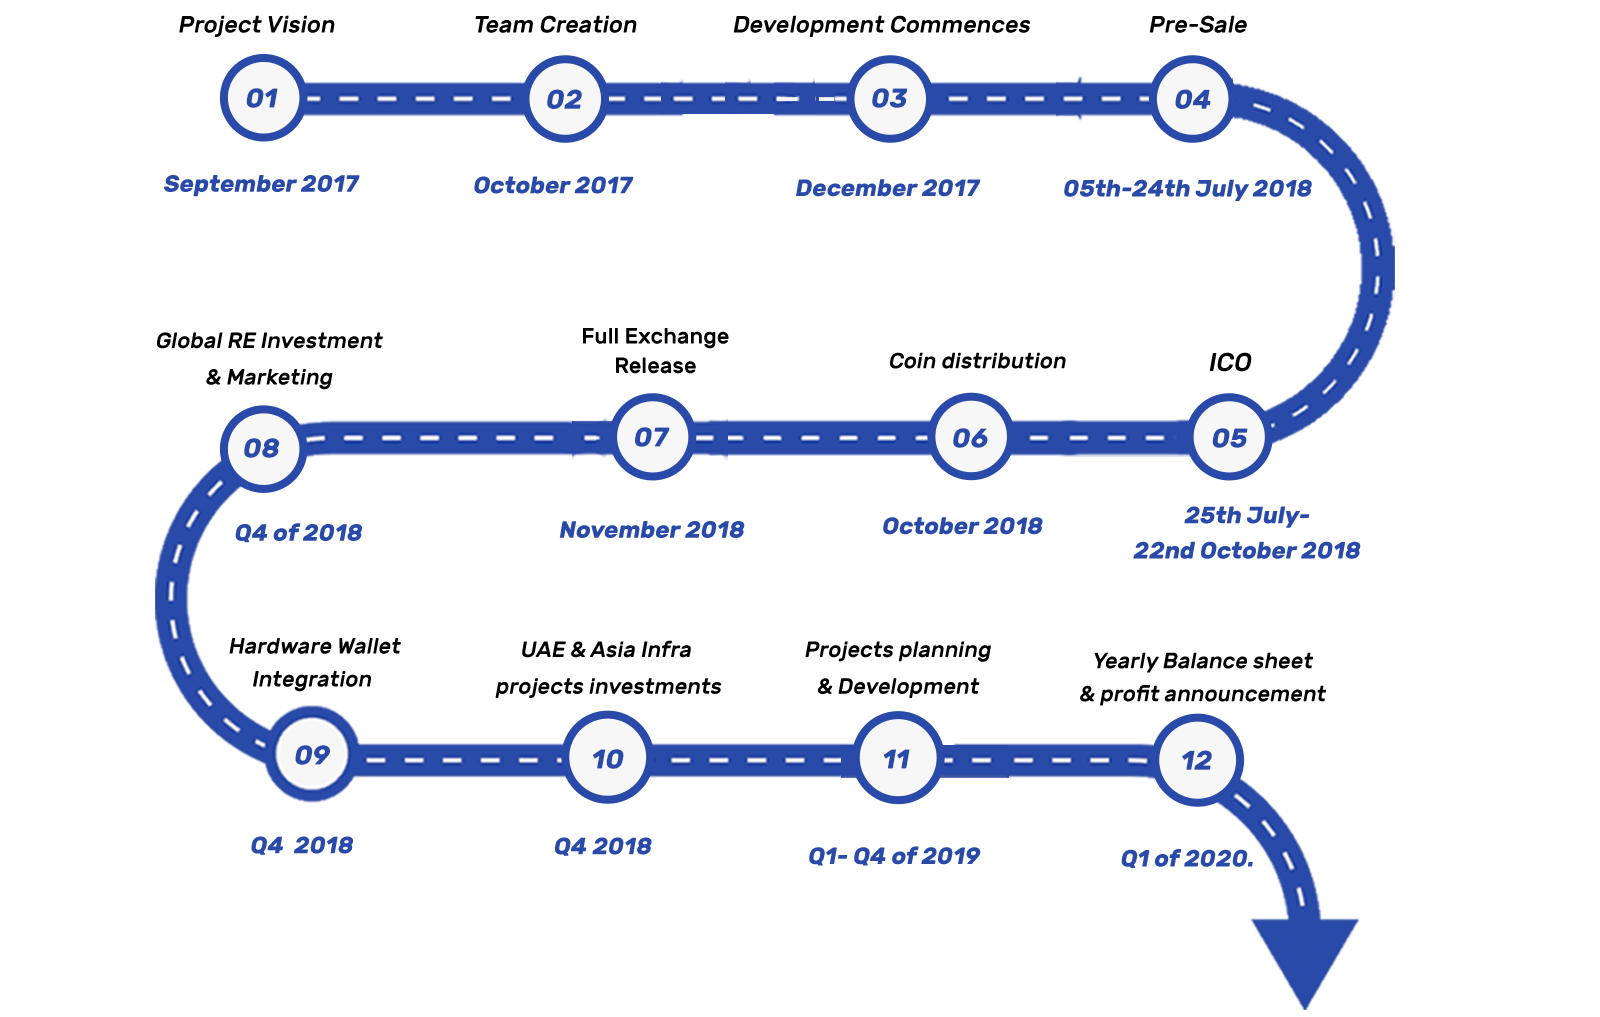 Project Vision
Team Creation
Development Commences
Pre-Sale
01
02
03
04
September 2017
October 2017
December 2017
05th-24th July 2018
Global RE Investment
& Marketing
Full Exchange
Release
Coin distribution
ICO
08
07
06
05
Q4 of 2018
November 2018
October 2018
25th July-
22nd October 2018
Hardware Wallet
Integration
UAE & Asia Infra
projects investments
Projects planning
& Development
Yearly Balance sheet
& profit announcement
09
10
11
12
Q4 2018
Q4 2018
Q1- Q4 of 2019
Q1 of 2020.